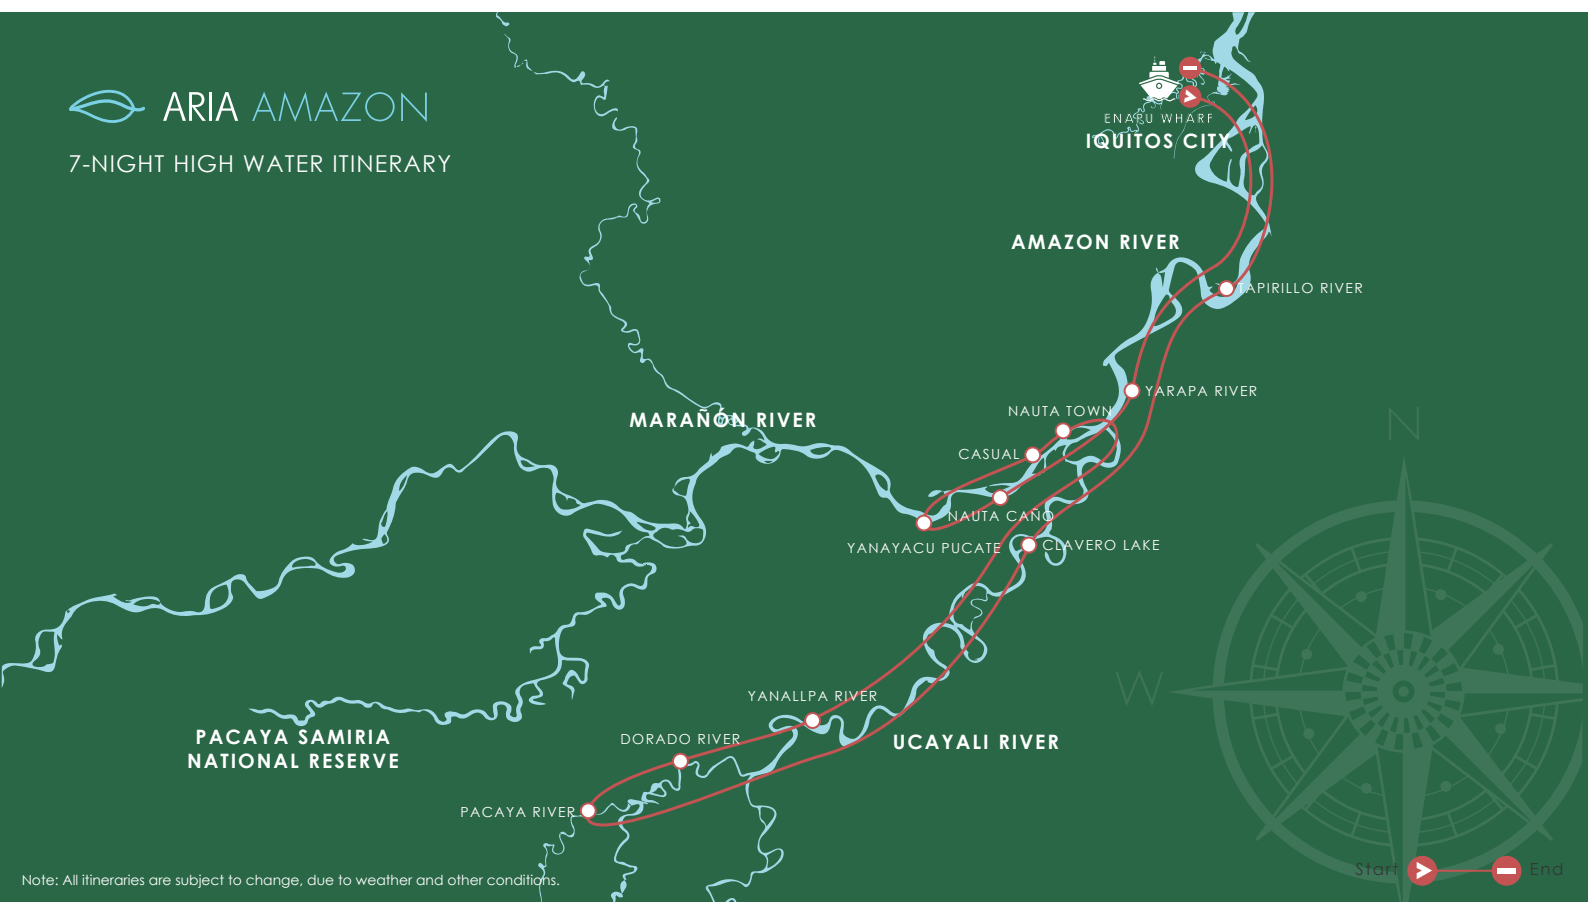 ARIA AMAZON
7-NIGHT HIGH WATER ITINERARY
ENAPU WHARF
IQUITOS CITY
AMAZON RIVER
TAPIRILLO RIVER
YARAPA RIVER
NAUTA TOWN
MARAÑÓN RIVER
CASUAL
NAUTA CAÑO
YANAYACU PUCATE
CLAVERO LAKE
N
W
YANALLPA RIVER
DORADO RIVER
PACAYA SAMIRIA
NATIONAL RESERVE
UCAYALI RIVER
PACAYA RIVER
Note: All itineraries are subject to change, due to weather and other conditions.
Start
End